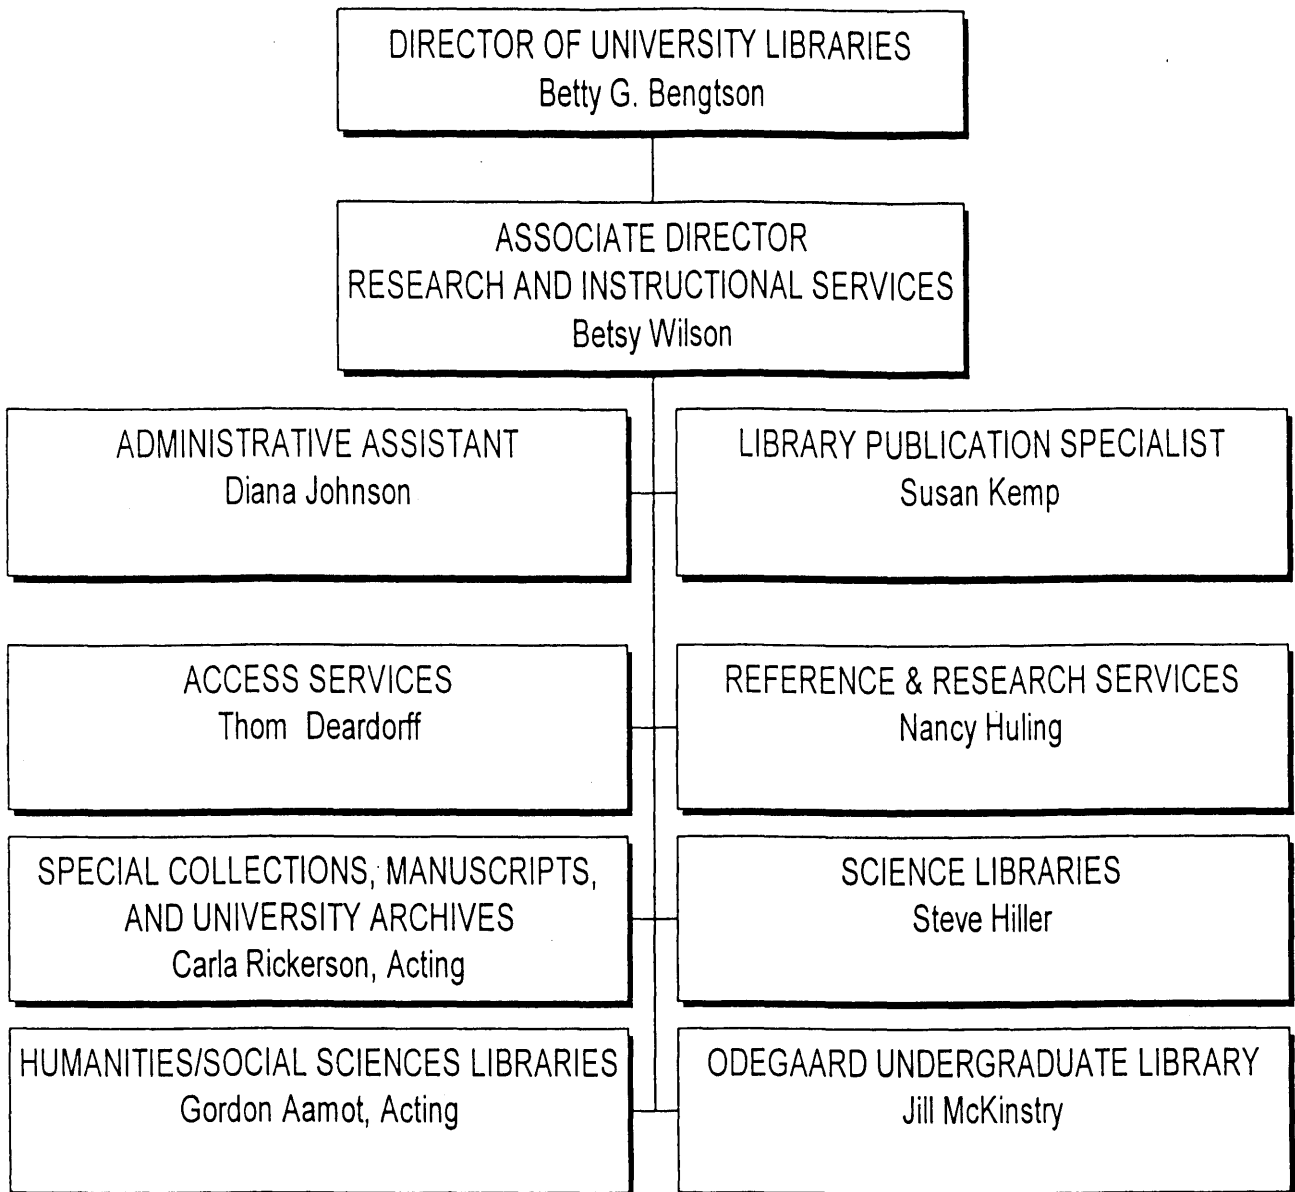 DIRECTOR OF UNIVERSITY LIBRARIES
Betty G. Bengtson
ASSOCIATE DIRECTOR
RESEARCH AND INSTRUCTIONAL SERVICES
Betsy Wilson
ADMINISTRATIVE ASSISTANT
Diana Johnson
LIBRARY PUBLICATION SPECIALIST
Susan Kemp
ACCESS SERVICES
Thom Deardorff
REFERENCE & RESEARCH SERVICES
Nancy Huling
SPECIAL COLLECTIONS, MANUSCRIPTS,
AND UNIVERSITY ARCHIVES
Carla Rickerson, Acting
SCIENCE LIBRARIES
Steve Hiller
HUMANITIES/SOCIAL SCIENCES LIBRARIES
Gordon Aamot, Acting
ODEGAARD UNDERGRADUATE LIBRARY
Jill McKinstry